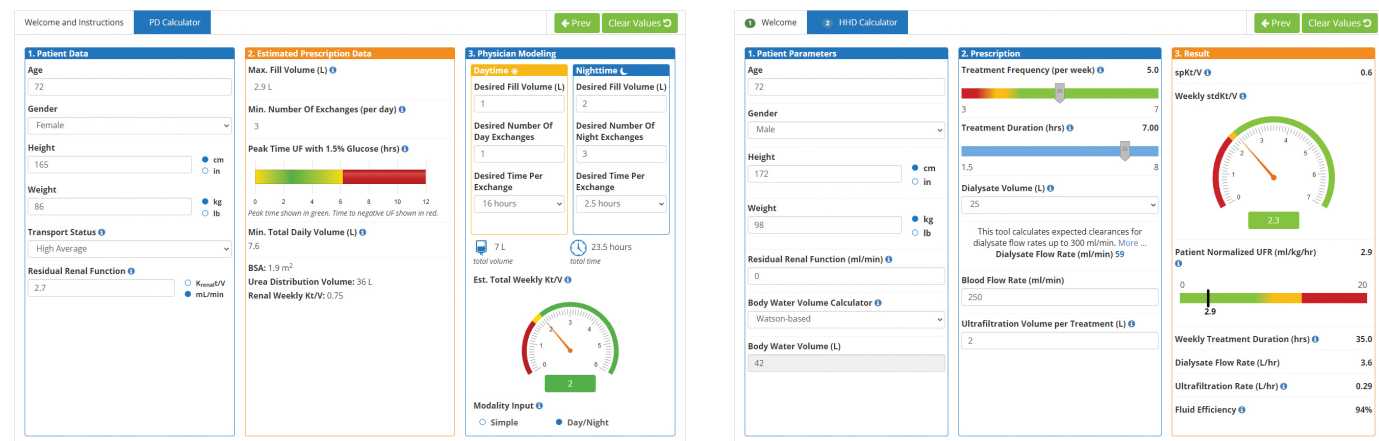 Welcome and Instructions
PD Calculator
Prev
Clear Values
1. Patient Data
Age
72
Gender
Female
Height
165
cm
in
Weight
86
kg
lb
Transport Status
High Average
Residual Renal Function
2.7
Krenalt/V
mL/min
2. Estimated Prescription Data
Max. Fill Volume (L)
2.9 L
Min. Number Of Exchanges (per day)
3
Peak Time UF with 1.5% Glucose (hrs)
0 2 4 6 8 10 12
Peak time shown in green. Time to negative UF shown in red.
Min. Total Daily Volume (L)
7.6
BSA: 1.9 m²
Urea Distribution Volume: 36 L
Renal Weekly Kt/V: 0.75
3. Physician Modeling
Daytime
Desired Fill Volume (L)
1
Desired Number Of
Day Exchanges
1
Desired Time Per
Exchange
16 hours
Nighttime
Desired Fill Volume (L)
2
Desired Number Of
Night Exchanges
3
Desired Time Per
Exchange
2.5 hours
7 L
total volume
23.5 hours
total time
Est. Total Weekly Kt/V
0 1 2 3 4 5 6
2
Modality Input
Simple
Day/Night
1 Welcome
2 HHD Calculator
Prev
Clear Values
1. Patient Parameters
Age
72
Gender
Male
Height
172
cm
in
Weight
98
kg
lb
Residual Renal Function (ml/min)
0
Body Water Volume Calculator
Watson-based
Body Water Volume (L)
42
2. Prescription
Treatment Frequency (per week) 5.0
3 7
Treatment Duration (hrs) 7.00
1.5 8
Dialysate Volume (L)
25
This tool calculates expected clearances for
dialysate flow rates up to 300 ml/min. More ...
Dialysate Flow Rate (ml/min) 59
Blood Flow Rate (ml/min)
250
Ultrafiltration Volume per Treatment (L)
2
3. Result
spKt/V 0.6
Weekly stdKt/V
0 1 2 3 4 5 6 7
2.3
Patient Normalized UFR (ml/kg/hr) 2.9
0 20
2.9
Weekly Treatment Duration (hrs) 35.0
Dialysate Flow Rate (L/hr) 3.6
Ultrafiltration Rate (L/hr) 0.29
Fluid Efficiency 94%